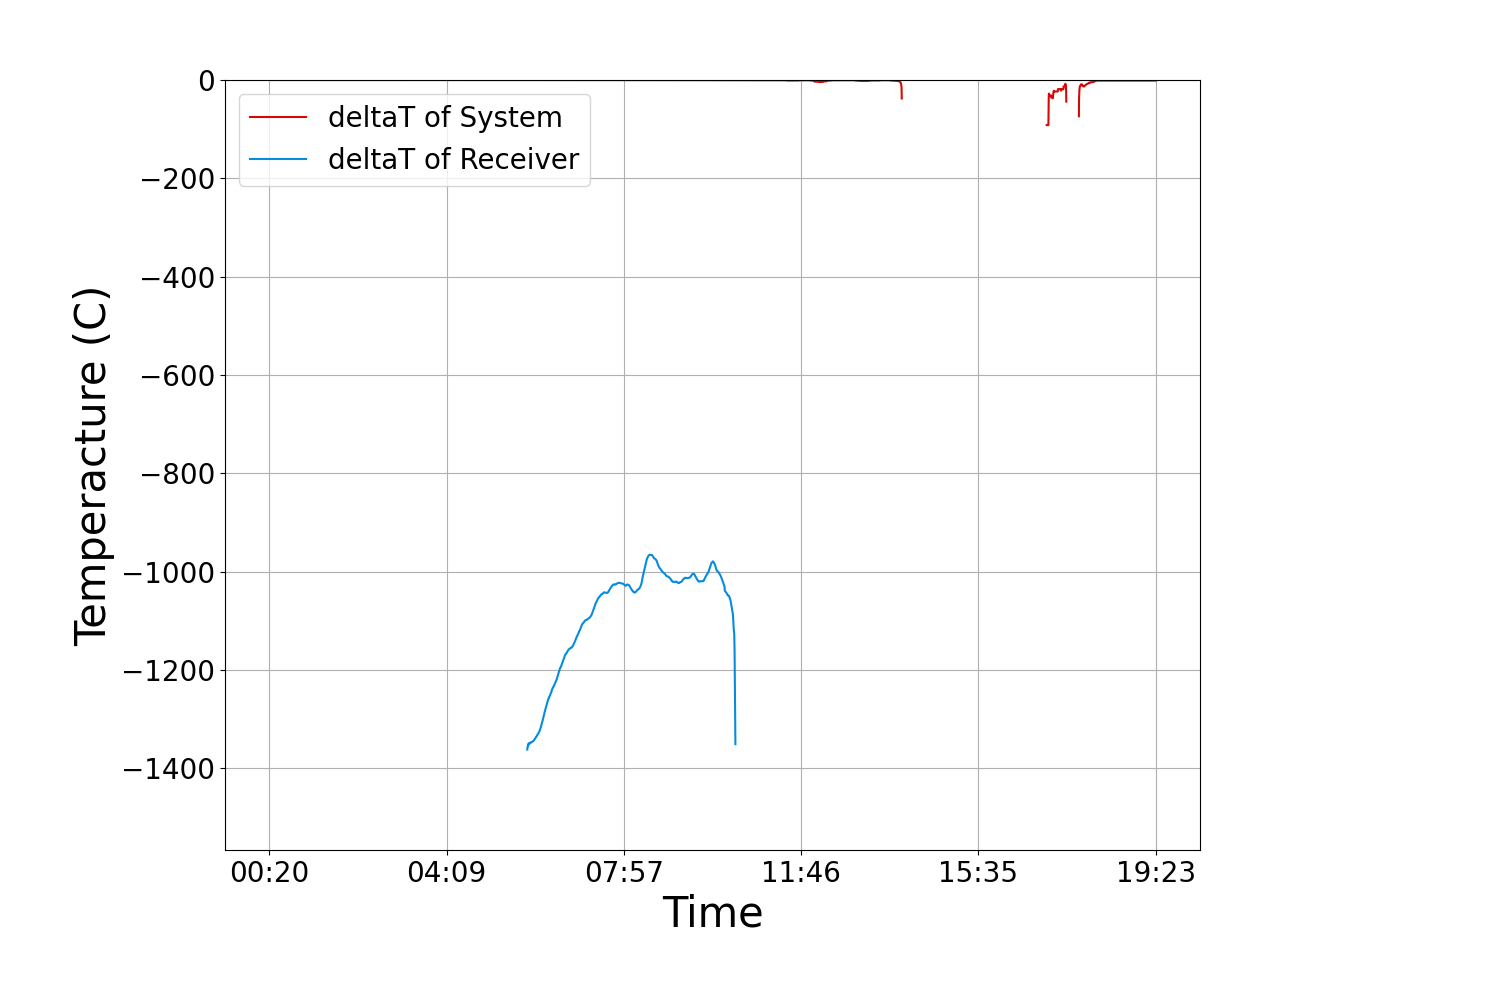 deltaT of System
deltaT of Receiver
0
−200
−400
−600
−800
−1000
−1200
−1400
Temperacture (C)
00:20 04:09 07:57 11:46 15:35 19:23
Time